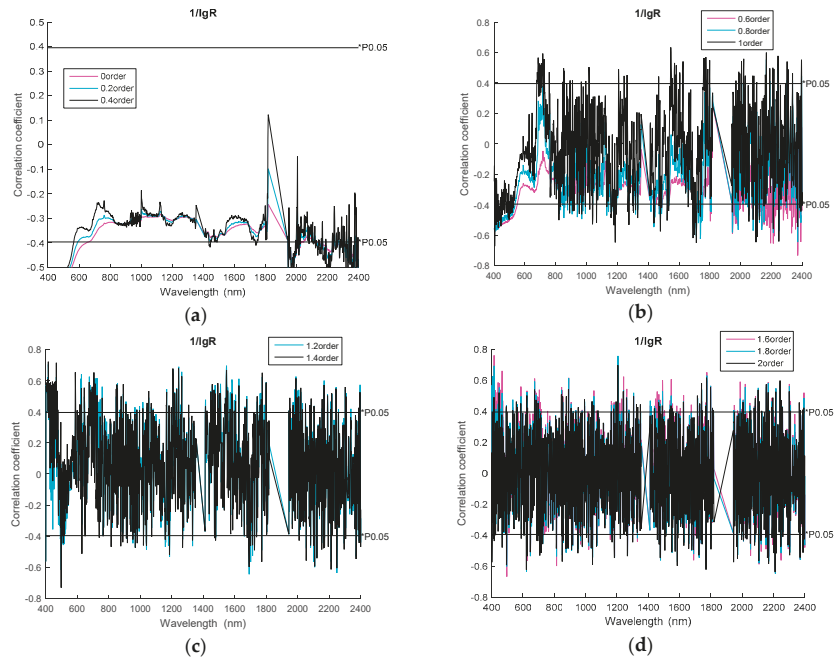 1/lgR
0.5
0.4
0.3
0.2
0.1
0
-0.1
-0.2
-0.3
-0.4
-0.5
Correlation coefficient
*P0.05
*P0.05
0order
0.2order
0.4order
400 600 800 1000 1200 1400 1600 1800 2000 2200 2400
Wavelength (nm)
(a)
1/lgR
0.8
0.6
0.4
0.2
0
-0.2
-0.4
-0.6
-0.8
Correlation coefficient
*P0.05
*P0.05
0.6order
0.8order
1order
400 600 800 1000 1200 1400 1600 1800 2000 2200 2400
Wavelength (nm)
(b)
1/lgR
0.8
0.6
0.4
0.2
0
-0.2
-0.4
-0.6
-0.8
Correlation coefficient
*P0.05
*P0.05
1.2order
1.4order
400 600 800 1000 1200 1400 1600 1800 2000 2200 2400
Wavelength (nm)
(c)
1/lgR
0.8
0.6
0.4
0.2
0
-0.2
-0.4
-0.6
-0.8
Correlation coefficient
*P0.05
*P0.05
1.6order
1.8order
2order
400 600 800 1000 1200 1400 1600 1800 2000 2200 2400
Wavelength (nm)
(d)